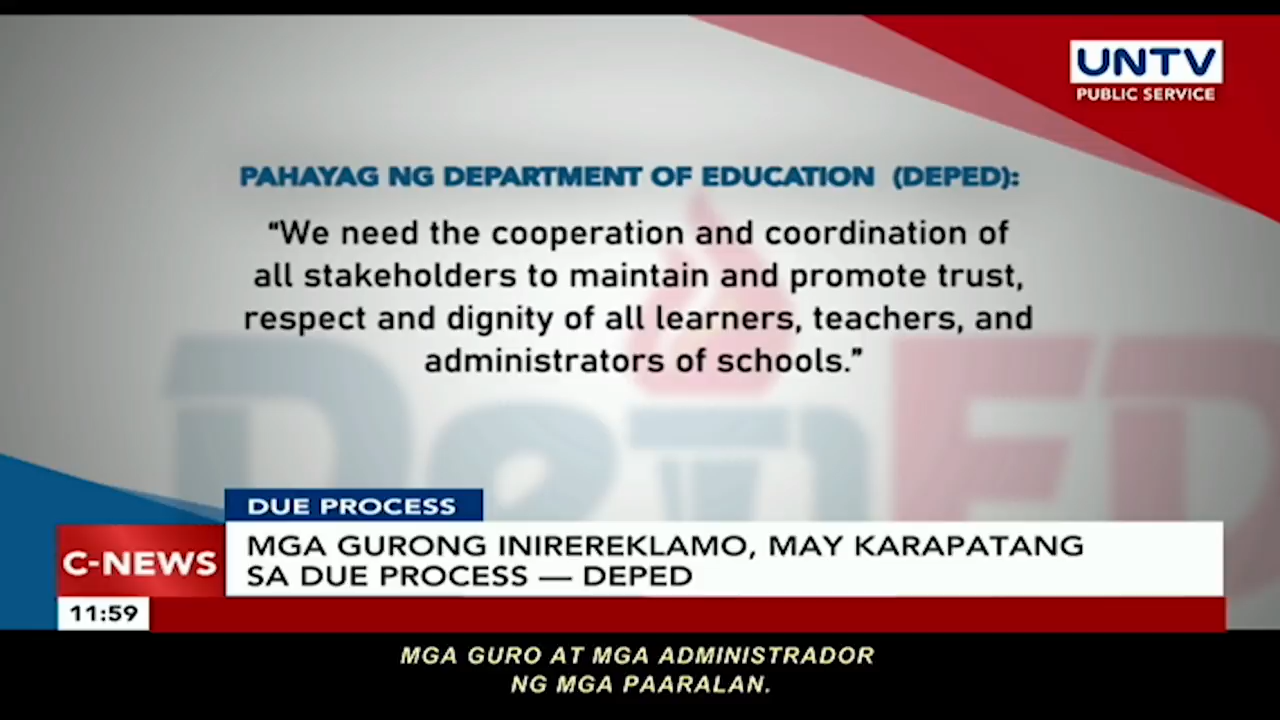 UNTV
PUBLIC SERVICE
PAHAYAG NG DEPARTMENT OF EDUCATION (DEPED):
“We need the cooperation and coordination of
all stakeholders to maintain and promote trust,
respect and dignity of all learners, teachers, and
administrators of schools.”
DepED
DUE PROCESS
C-NEWS
MGA GURONG INIREREKLAMO, MAY KARAPATANG
SA DUE PROCESS — DEPED
11:59
MGA GURO AT MGA ADMINISTRADOR
NG MGA PAARALAN.